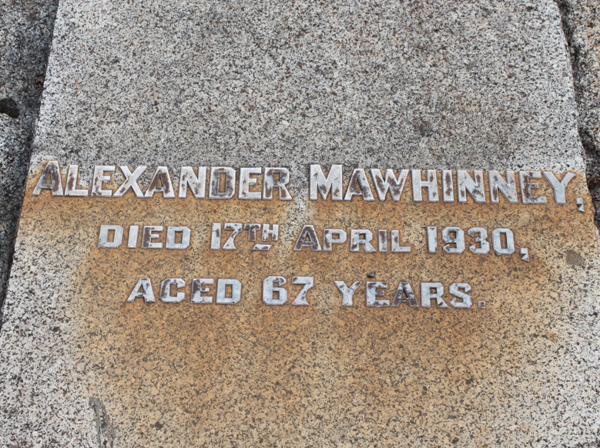 ALEXANDER MAWHINNEY,
DIED 17TH APRIL 1930,
AGED 67 YEARS.